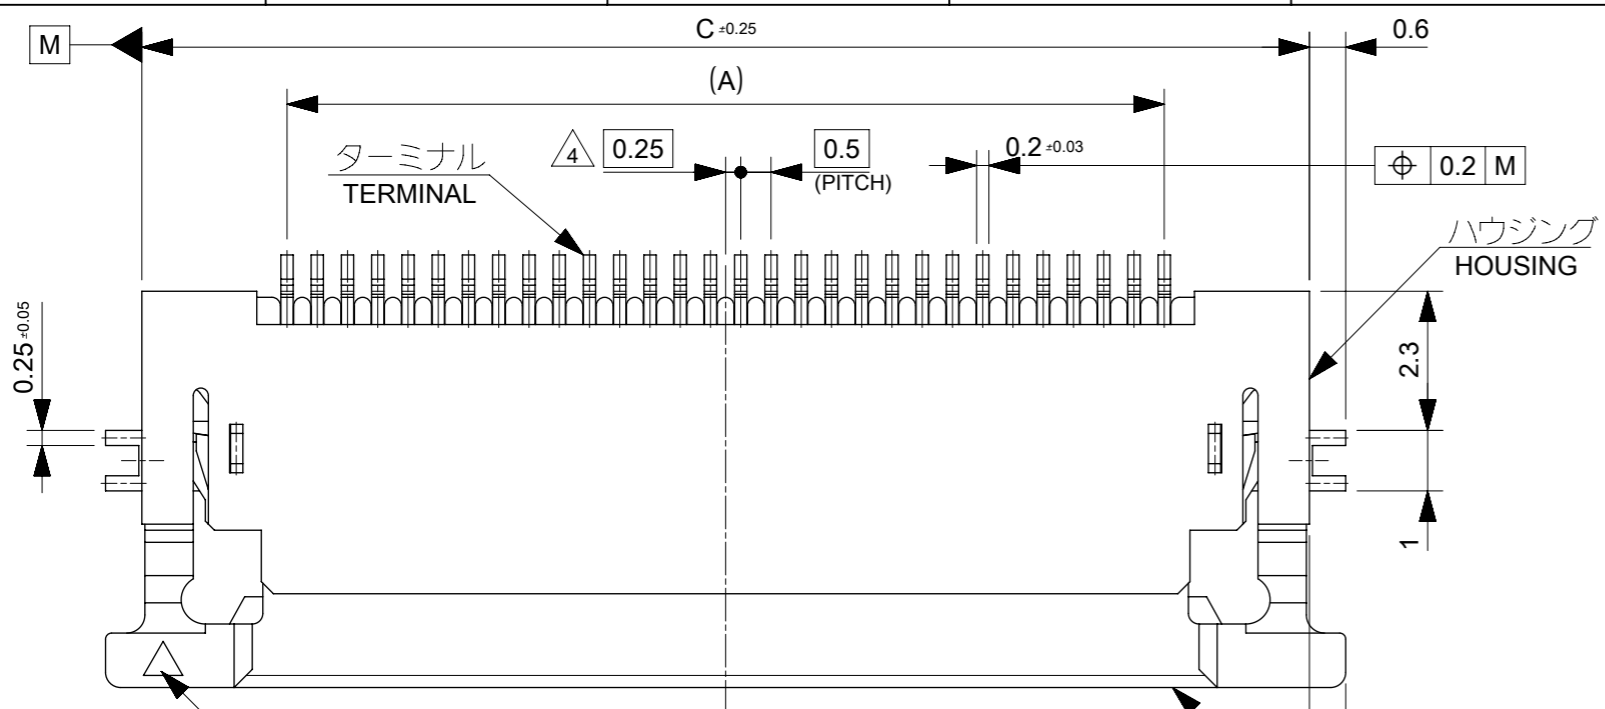 M
C ±0.25
0.6
(A)
ターミナル
TERMINAL
4
0.25
0.5
(PITCH)
0.2 ±0.03
⌖ 0.2 M
ハウジング
HOUSING
0.25 ±0.05
2.3
1